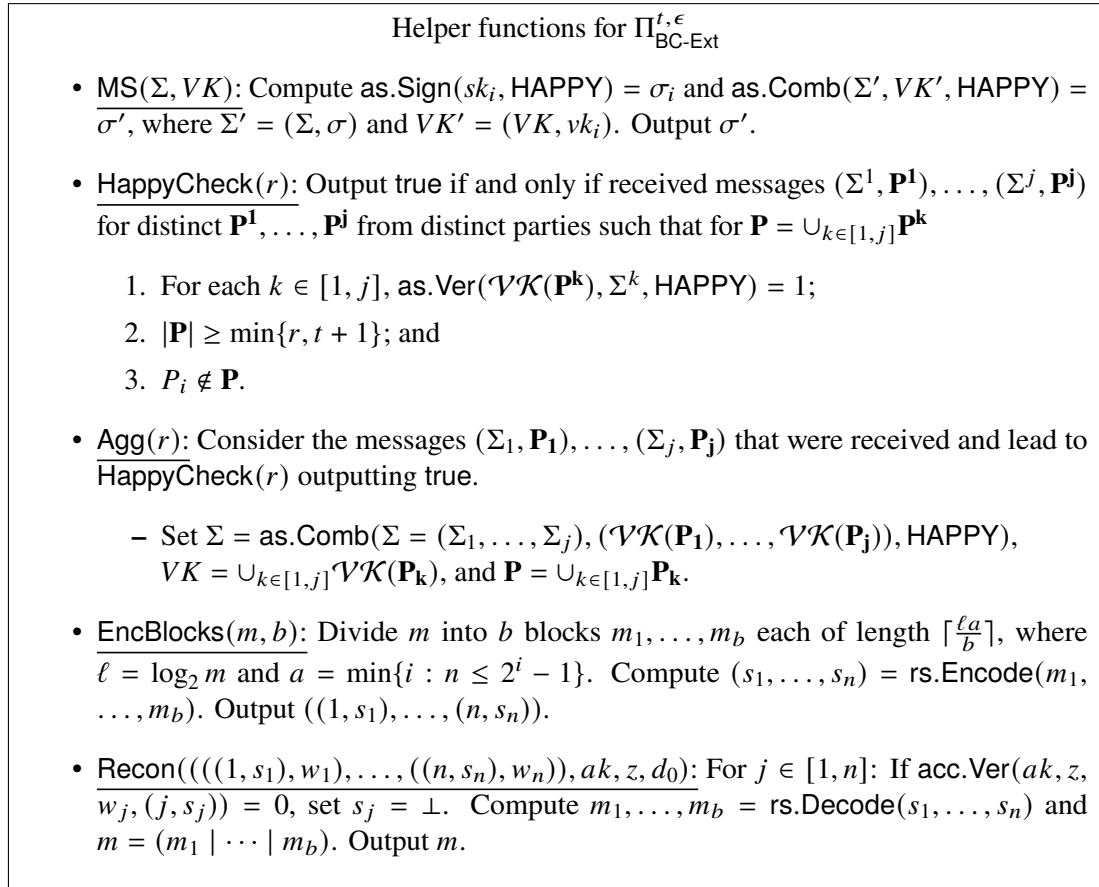 Helper functions for Π^{t,ϵ}_{BC-Ext}
• MS(Σ, VK): Compute as.Sign(sk_i, HAPPY) = σ_i and as.Comb(Σ′, VK′, HAPPY) =
σ′, where Σ′ = (Σ, σ) and VK′ = (VK, vk_i). Output σ′.
• HappyCheck(r): Output true if and only if received messages (Σ^1, P^1), . . . , (Σ^j, P^j)
for distinct P^1, . . . , P^j from distinct parties such that for P = ∪_{k∈[1,j]}P^k
1. For each k ∈ [1, j], as.Ver(𝒱𝒦(P^k), Σ^k, HAPPY) = 1;
2. |P| ≥ min{r, t + 1}; and
3. P_i ∉ P.
• Agg(r): Consider the messages (Σ_1, P_1), . . . , (Σ_j, P_j) that were received and lead to
HappyCheck(r) outputting true.
– Set Σ = as.Comb(Σ = (Σ_1, . . . , Σ_j), (𝒱𝒦(P_1), . . . , 𝒱𝒦(P_j)), HAPPY),
VK = ∪_{k∈[1,j]}𝒱𝒦(P_k), and P = ∪_{k∈[1,j]}P_k.
• EncBlocks(m, b): Divide m into b blocks m_1, . . . , m_b each of length ⌈\frac{ℓa}{b}⌉, where
ℓ = log_2 m and a = min{i : n ≤ 2^i − 1}. Compute (s_1, . . . , s_n) = rs.Encode(m_1,
. . . , m_b). Output ((1, s_1), . . . , (n, s_n)).
• Recon((((1, s_1), w_1), . . . , ((n, s_n), w_n)), ak, z, d_0): For j ∈ [1, n]: If acc.Ver(ak, z,
w_j, (j, s_j)) = 0, set s_j = ⊥. Compute m_1, . . . , m_b = rs.Decode(s_1, . . . , s_n) and
m = (m_1 | · · · | m_b). Output m.